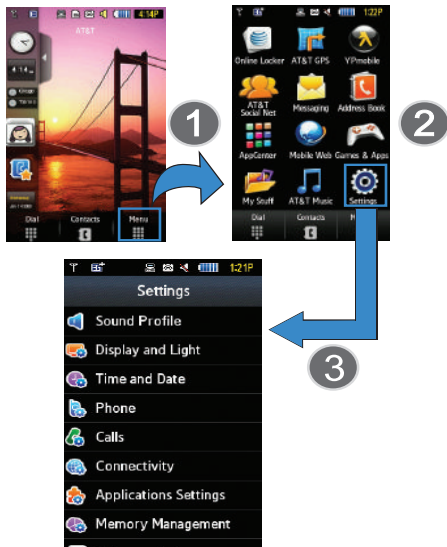 4:14P
AT&T
4/14
Dial Contacts Menu
1
1:22P
Online Locker AT&T GPS YPmobile
AT&T Social Net Messaging Address Book
AppCenter Mobile Web Games & Apps
My Stuff AT&T Music Settings
Dial Contacts
2
3
1:21P
Settings
Sound Profile
Display and Light
Time and Date
Phone
Calls
Connectivity
Applications Settings
Memory Management